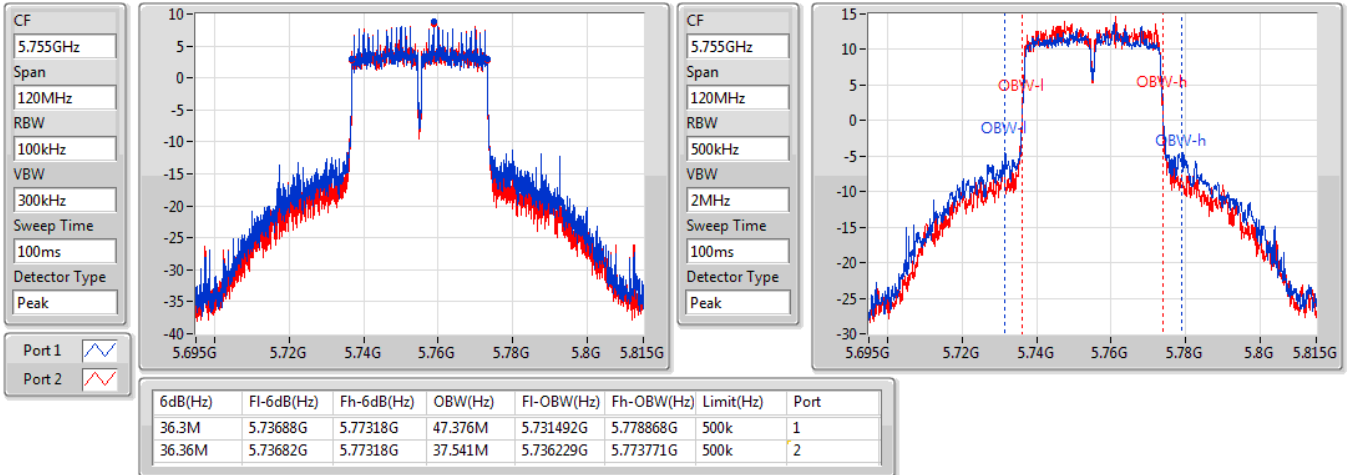 CF
5.755GHz
Span
120MHz
RBW
100kHz
VBW
300kHz
Sweep Time
100ms
Detector Type
Peak
10
5
0
-5
-10
-15
-20
-25
-30
-35
-40
5.695G 5.72G 5.74G 5.76G 5.78G 5.8G 5.815G
CF
5.755GHz
Span
120MHz
RBW
500kHz
VBW
2MHz
Sweep Time
100ms
Detector Type
Peak
15
10
5
0
-5
-10
-15
-20
-25
-30
OBW-l OBW-h
OBW-l OBW-h
5.695G 5.72G 5.74G 5.76G 5.78G 5.8G 5.815G
Port 1
Port 2
6dB(Hz) Fl-6dB(Hz) Fh-6dB(Hz) OBW(Hz) Fl-OBW(Hz) Fh-OBW(Hz) Limit(Hz) Port
36.3M 5.73688G 5.77318G 47.376M 5.731492G 5.778868G 500k 1
36.36M 5.73682G 5.77318G 37.541M 5.736229G 5.773771G 500k 2